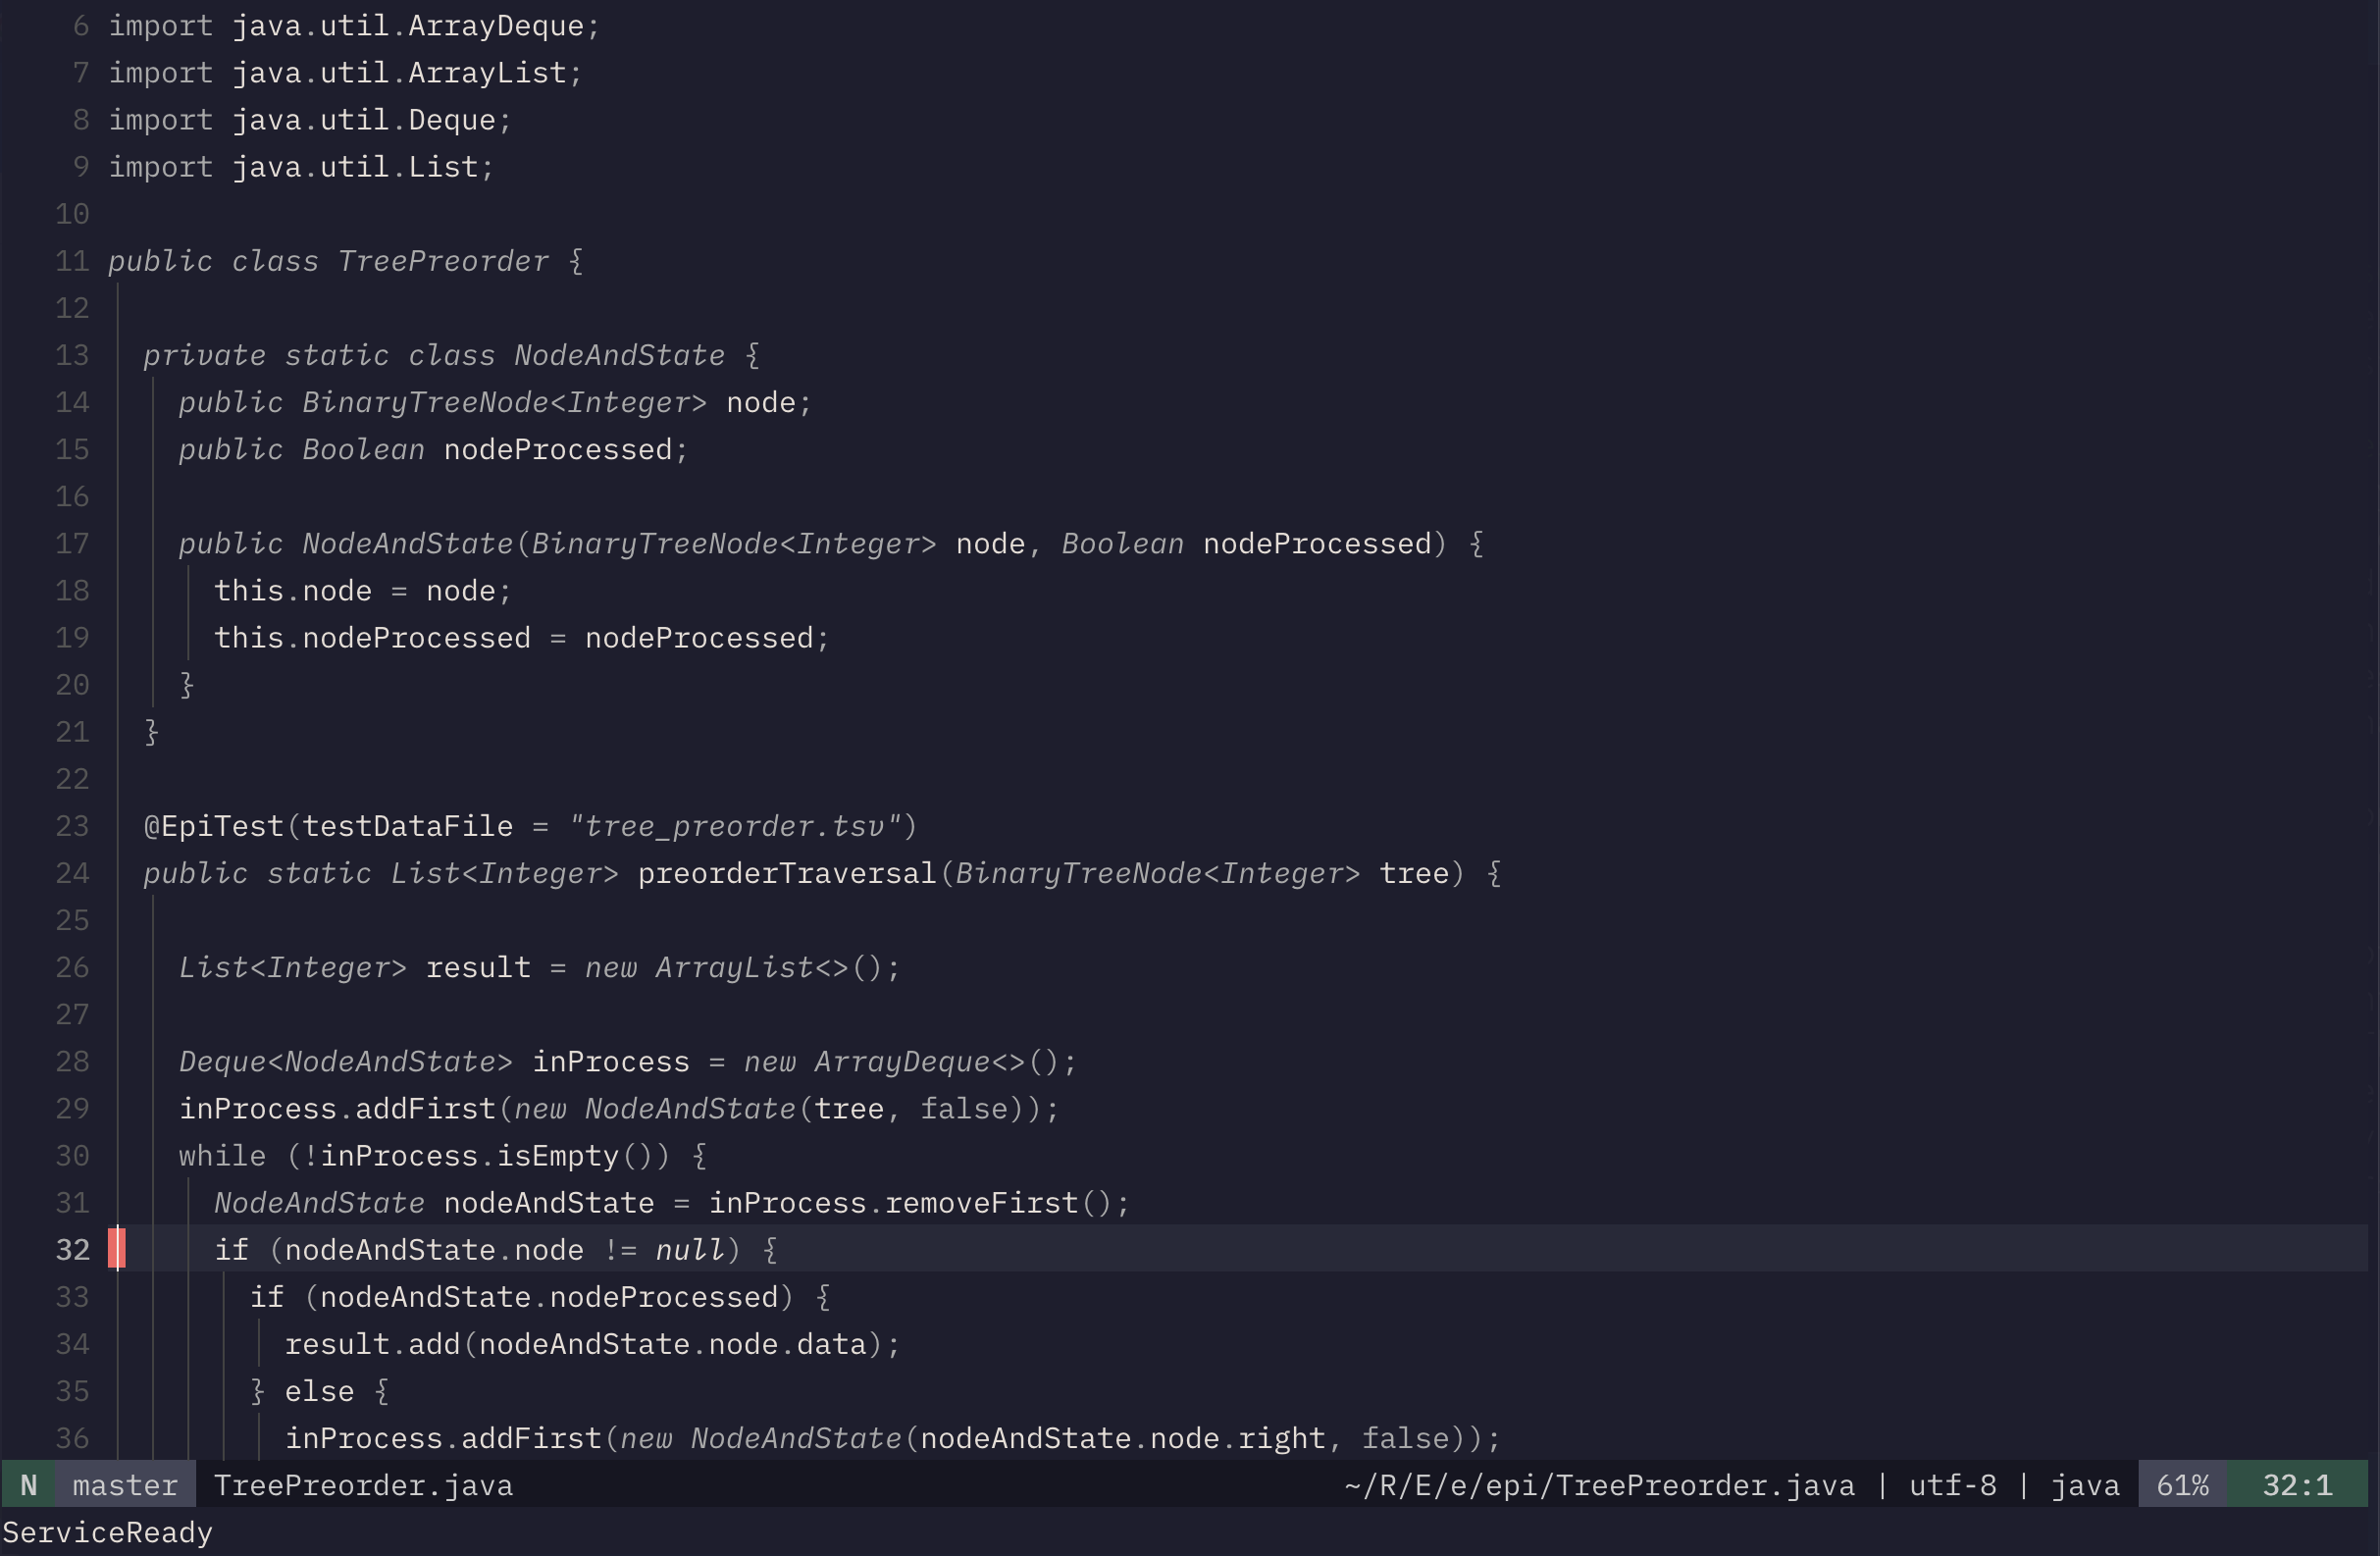 6 import java.util.ArrayDeque;
7 import java.util.ArrayList;
8 import java.util.Deque;
9 import java.util.List;
10
11 public class TreePreorder {
12
13   private static class NodeAndState {
14     public BinaryTreeNode<Integer> node;
15     public Boolean nodeProcessed;
16
17     public NodeAndState(BinaryTreeNode<Integer> node, Boolean nodeProcessed) {
18       this.node = node;
19       this.nodeProcessed = nodeProcessed;
20     }
21   }
22
23   @EpiTest(testDataFile = "tree_preorder.tsv")
24   public static List<Integer> preorderTraversal(BinaryTreeNode<Integer> tree) {
25
26     List<Integer> result = new ArrayList<>();
27
28     Deque<NodeAndState> inProcess = new ArrayDeque<>();
29     inProcess.addFirst(new NodeAndState(tree, false));
30     while (!inProcess.isEmpty()) {
31       NodeAndState nodeAndState = inProcess.removeFirst();
32       if (nodeAndState.node != null) {
33         if (nodeAndState.nodeProcessed) {
34           result.add(nodeAndState.node.data);
35         } else {
36           inProcess.addFirst(new NodeAndState(nodeAndState.node.right, false));
N master TreePreorder.java ~/R/E/e/epi/TreePreorder.java | utf-8 | java 61% 32:1
ServiceReady